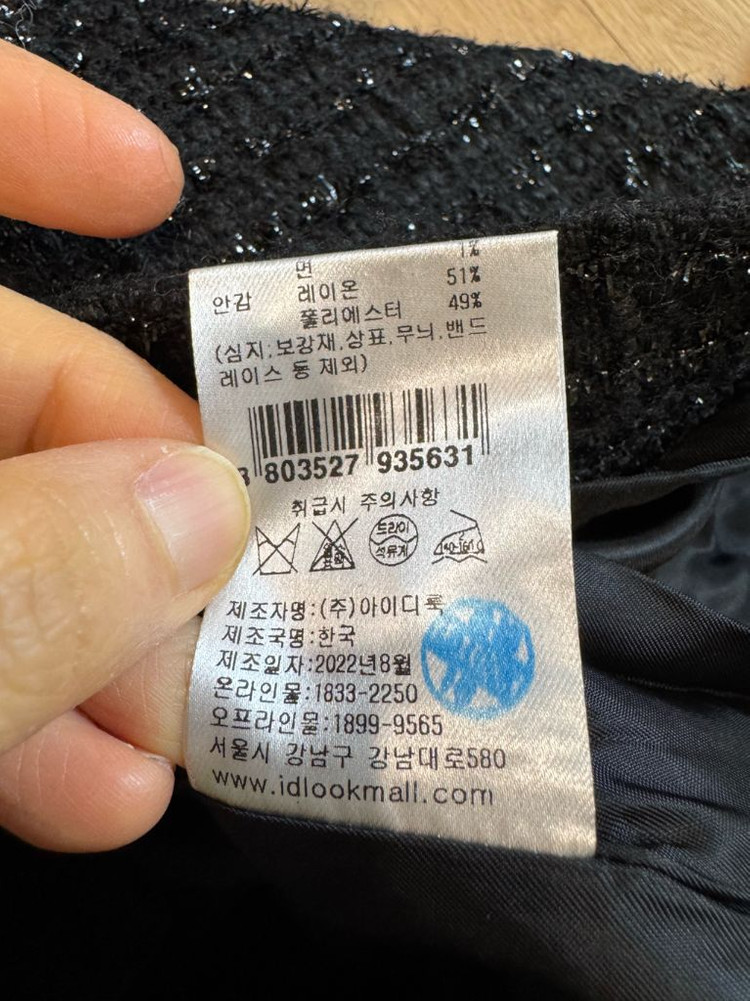 면 1%
안감 레이온 51%
폴리에스터 49%
(심지,보강재,상표,무늬,밴드
레이스 등 제외)
8 803527 935631
취급시 주의사항
드라이
석유계
140-160℃
제조자명:(주)아이디룩
제조국명:한국
제조일자:2022년8월
온라인몰:1833-2250
오프라인몰:1899-9565
서울시 강남구 강남대로580
www.idlookmall.com